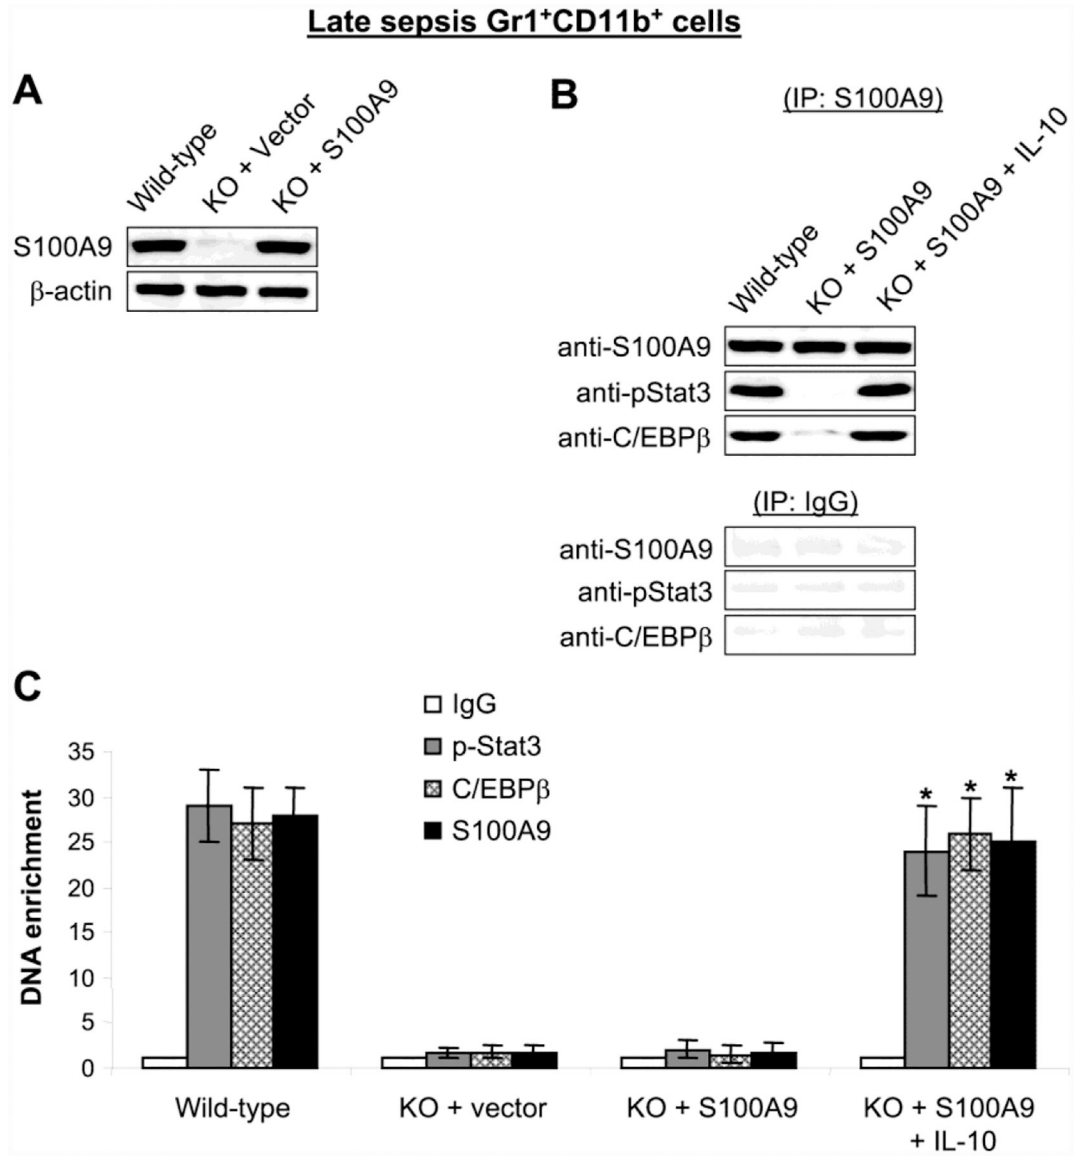 Late sepsis Gr1⁺CD11b⁺ cells
A
Wild-type
KO + Vector
KO + S100A9
S100A9
β-actin
B
(IP: S100A9)
Wild-type
KO + S100A9
KO + S100A9 + IL-10
anti-S100A9
anti-pStat3
anti-C/EBPβ
(IP: IgG)
anti-S100A9
anti-pStat3
anti-C/EBPβ
C
IgG
p-Stat3
C/EBPβ
S100A9
DNA enrichment
35
30
25
20
15
10
5
0
* * *
Wild-type
KO + vector
KO + S100A9
KO + S100A9
+ IL-10